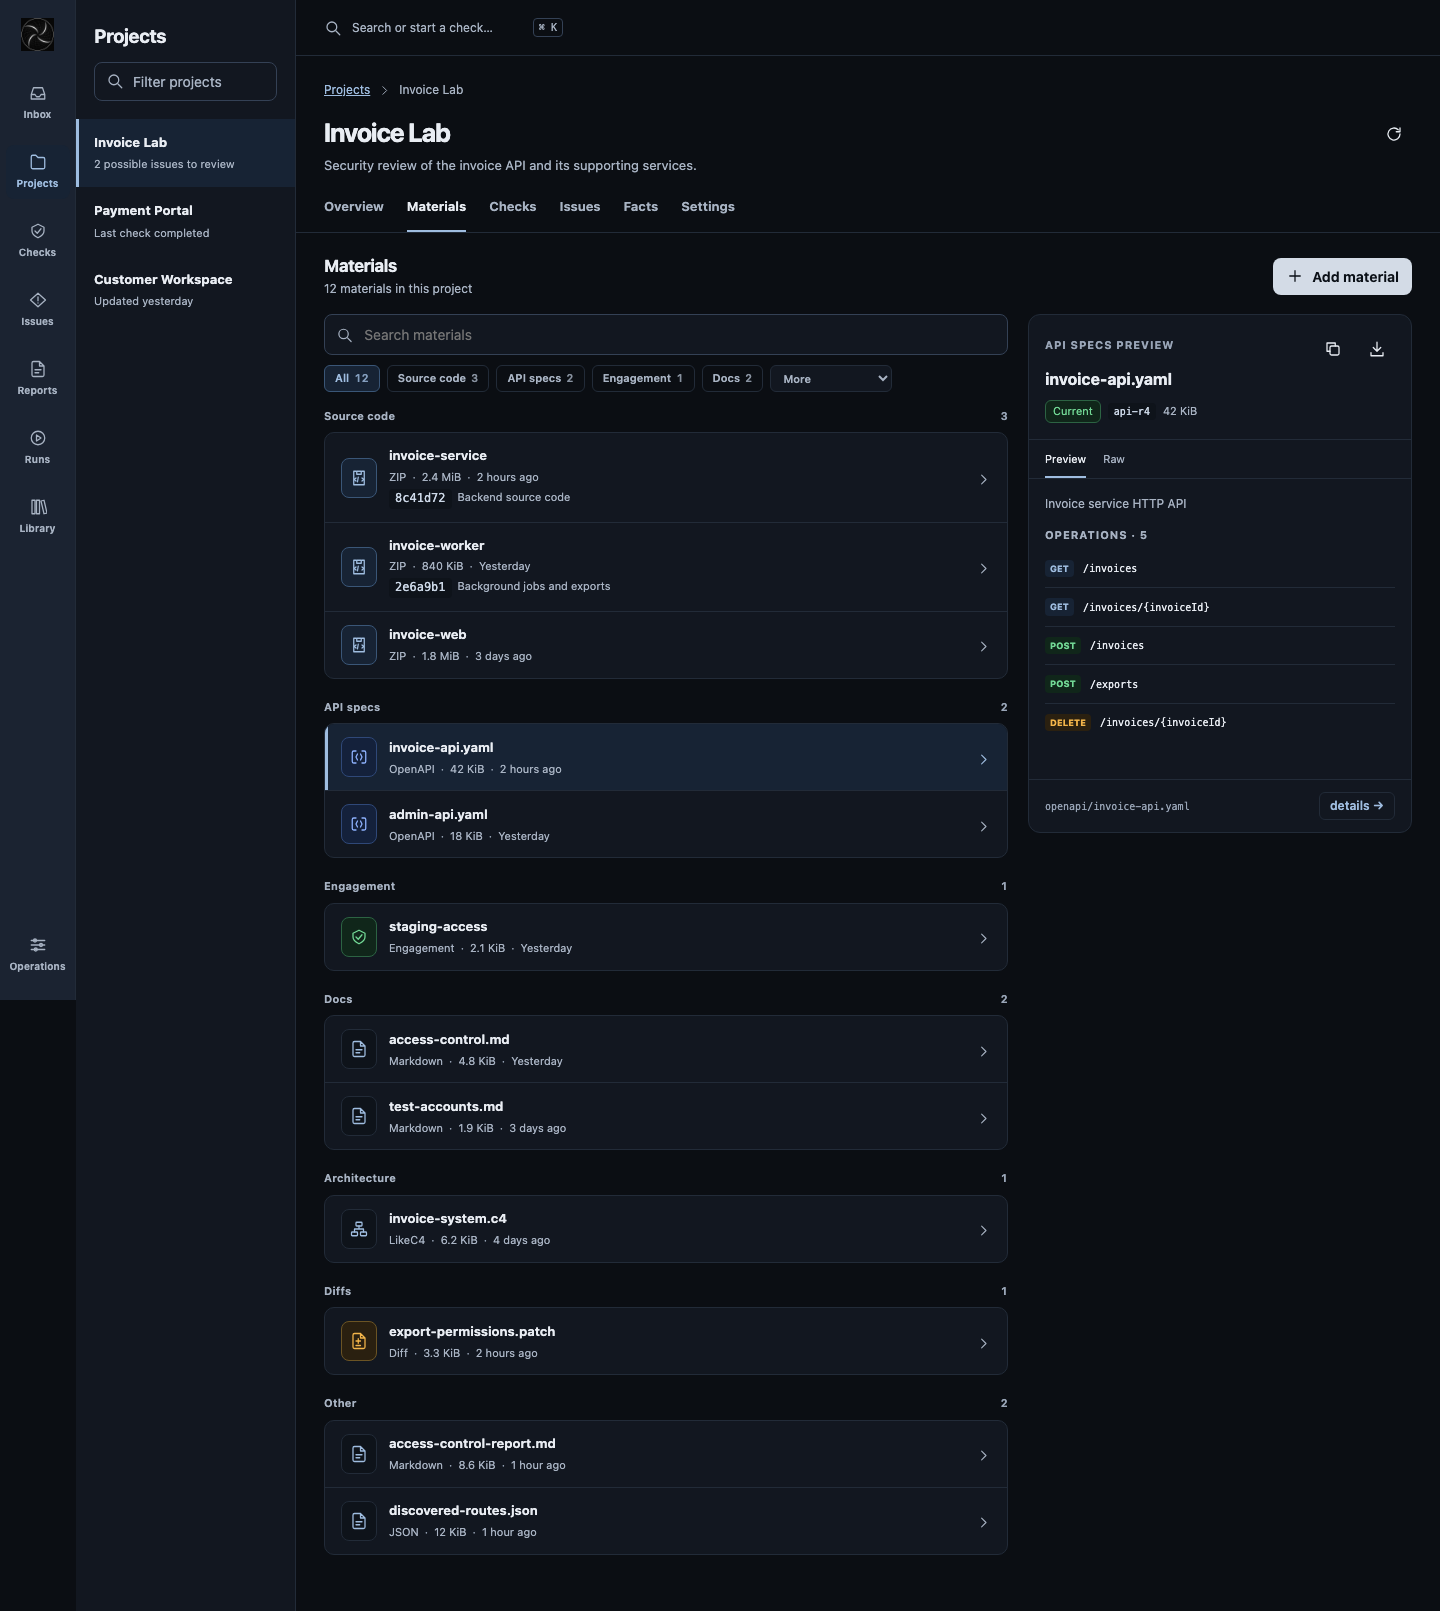 Inbox
Projects
Checks
Issues
Reports
Runs
Library
Operations
Projects
Filter projects
Invoice Lab
2 possible issues to review
Payment Portal
Last check completed
Customer Workspace
Updated yesterday
Search or start a check... ⌘ K
Projects > Invoice Lab
Invoice Lab
Security review of the invoice API and its supporting services.
Overview Materials Checks Issues Facts Settings
Materials
12 materials in this project
+ Add material
Search materials
All 12 Source code 3 API specs 2 Engagement 1 Docs 2 More
Source code 3
invoice-service
ZIP · 2.4 MiB · 2 hours ago
8c41d72 Backend source code
invoice-worker
ZIP · 840 KiB · Yesterday
2e6a9b1 Background jobs and exports
invoice-web
ZIP · 1.8 MiB · 3 days ago
API specs 2
invoice-api.yaml
OpenAPI · 42 KiB · 2 hours ago
admin-api.yaml
OpenAPI · 18 KiB · Yesterday
Engagement 1
staging-access
Engagement · 2.1 KiB · Yesterday
Docs 2
access-control.md
Markdown · 4.8 KiB · Yesterday
test-accounts.md
Markdown · 1.9 KiB · 3 days ago
Architecture 1
invoice-system.c4
LikeC4 · 6.2 KiB · 4 days ago
Diffs 1
export-permissions.patch
Diff · 3.3 KiB · 2 hours ago
Other 2
access-control-report.md
Markdown · 8.6 KiB · 1 hour ago
discovered-routes.json
JSON · 12 KiB · 1 hour ago
API SPECS PREVIEW
invoice-api.yaml
Current api-r4 42 KiB
Preview Raw
Invoice service HTTP API
OPERATIONS · 5
GET /invoices
GET /invoices/{invoiceId}
POST /invoices
POST /exports
DELETE /invoices/{invoiceId}
openapi/invoice-api.yaml details →